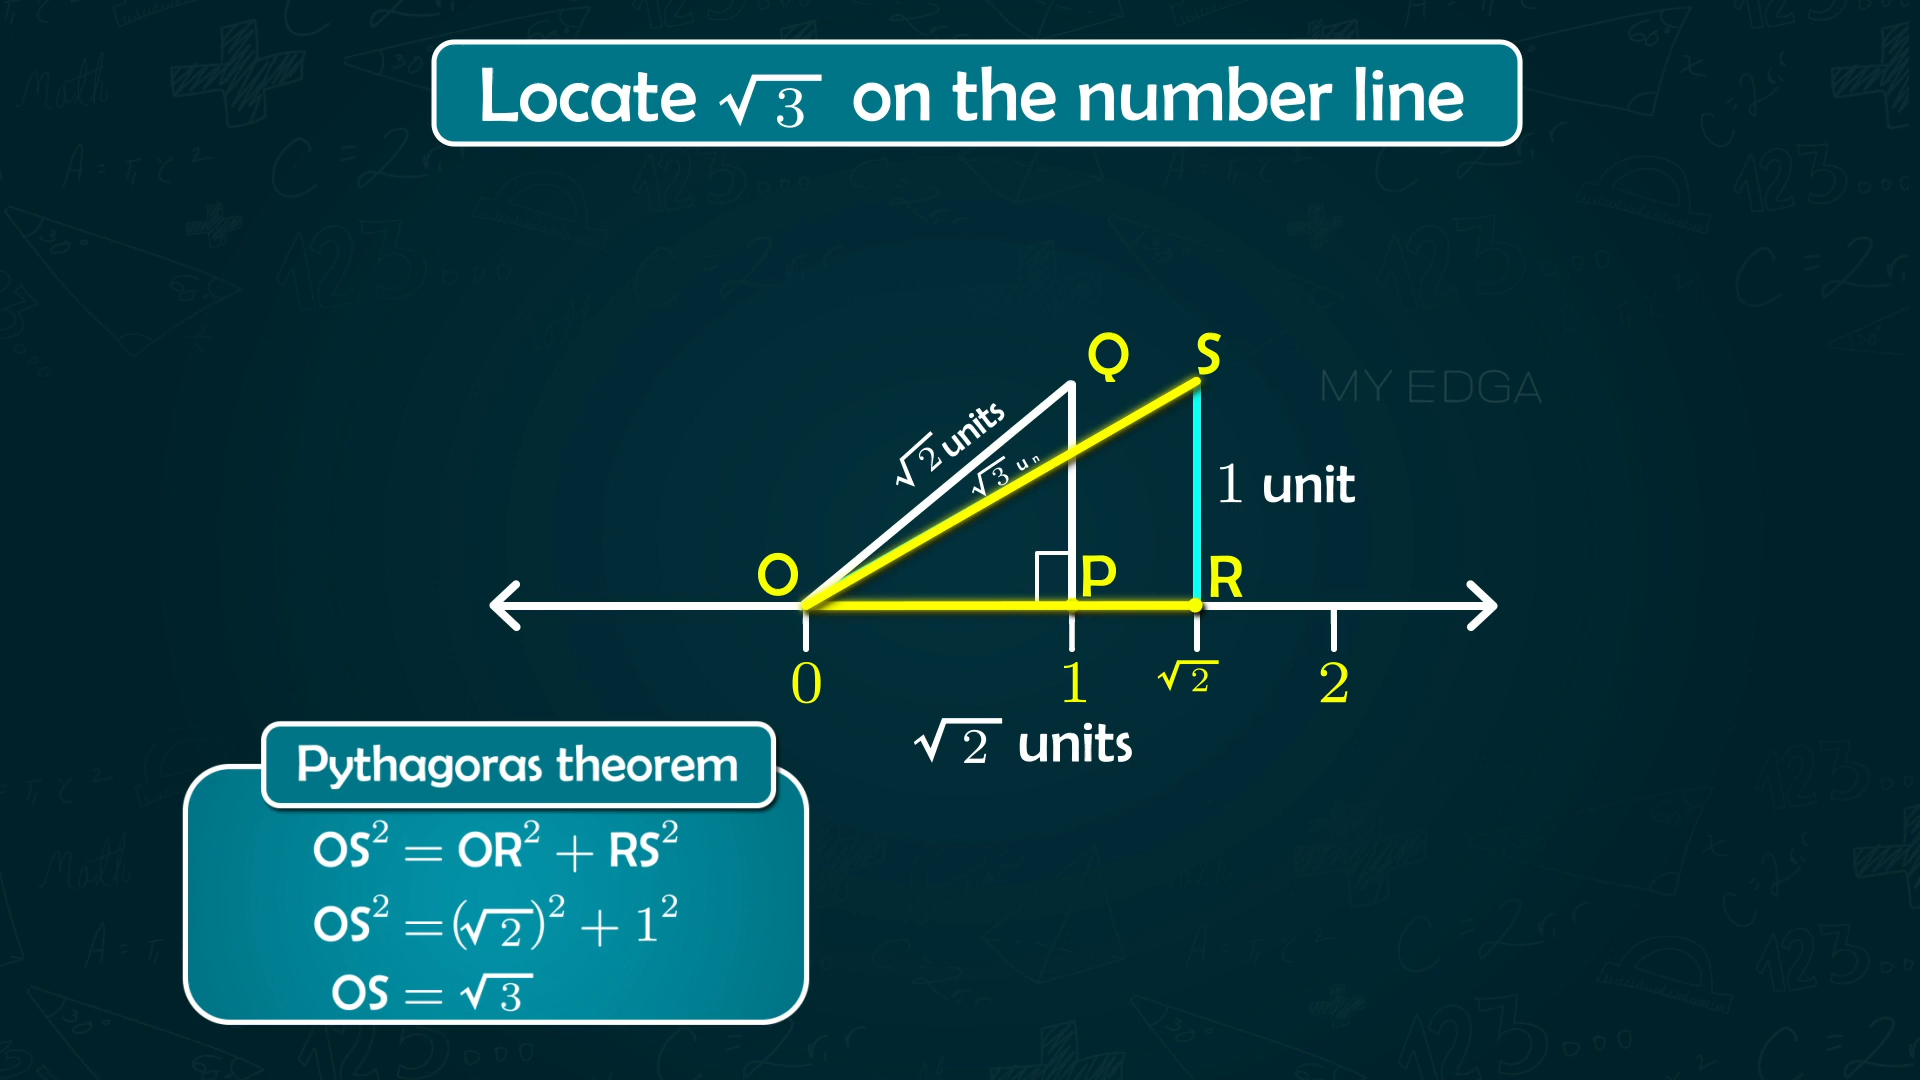 Locate √3 on the number line
Q S
MY EDGA
√2 units
√3 un
1 unit
O P R
0 1 √2 2
√2 units
Pythagoras theorem
OS² = OR² + RS²
OS² = (√2)² + 1²
OS = √3